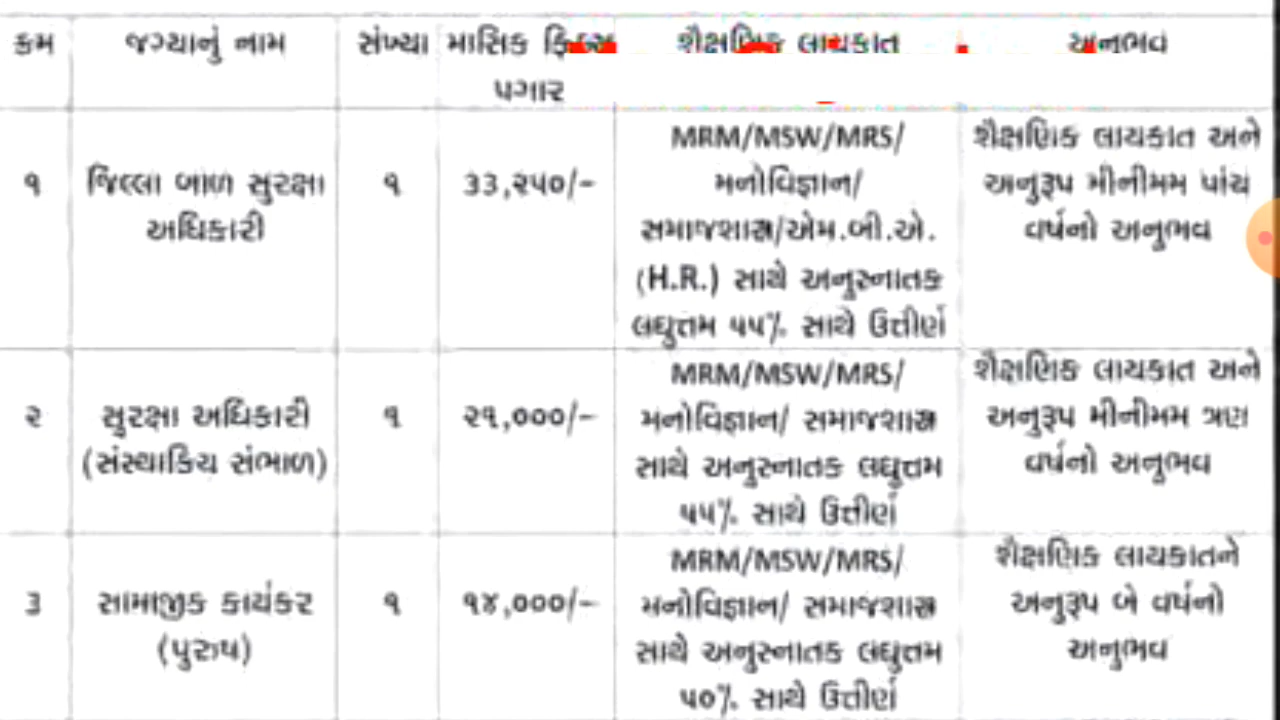 ક્રમ
જગ્યાનું નામ
સંખ્યા
માસિક ફિક્સ
પગાર
શૈક્ષણિક લાયકાત
અનુભવ
૧
જિલ્લા બાળ સુરક્ષા
અધિકારી
૧
૩૩,૨૫૦/-
MRM/MSW/MRS/
મનોવિજ્ઞાન/
સમાજશાસ્ત્ર/એમ.બી.એ.
(H.R.) સાથે અનુસ્નાતક
લઘુત્તમ ૫૫% સાથે ઉત્તીર્ણ
શૈક્ષણિક લાયકાત અને
અનુરૂપ મીનીમમ પાંચ
વર્ષનો અનુભવ
૨
સુરક્ષા અધિકારી
(સંસ્થાકિય સંભાળ)
૧
૨૧,૦૦૦/-
MRM/MSW/MRS/
મનોવિજ્ઞાન/ સમાજશાસ્ત્ર
સાથે અનુસ્નાતક લઘુત્તમ
૫૫% સાથે ઉત્તીર્ણ
શૈક્ષણિક લાયકાત અને
અનુરૂપ મીનીમમ ત્રણ
વર્ષનો અનુભવ
૩
સામાજીક કાર્યકર
(પુરુષ)
૧
૧૪,૦૦૦/-
MRM/MSW/MRS/
મનોવિજ્ઞાન/ સમાજશાસ્ત્ર
સાથે અનુસ્નાતક લઘુત્તમ
૫૦% સાથે ઉત્તીર્ણ
શૈક્ષણિક લાયકાતને
અનુરૂપ બે વર્ષનો
અનુભવ